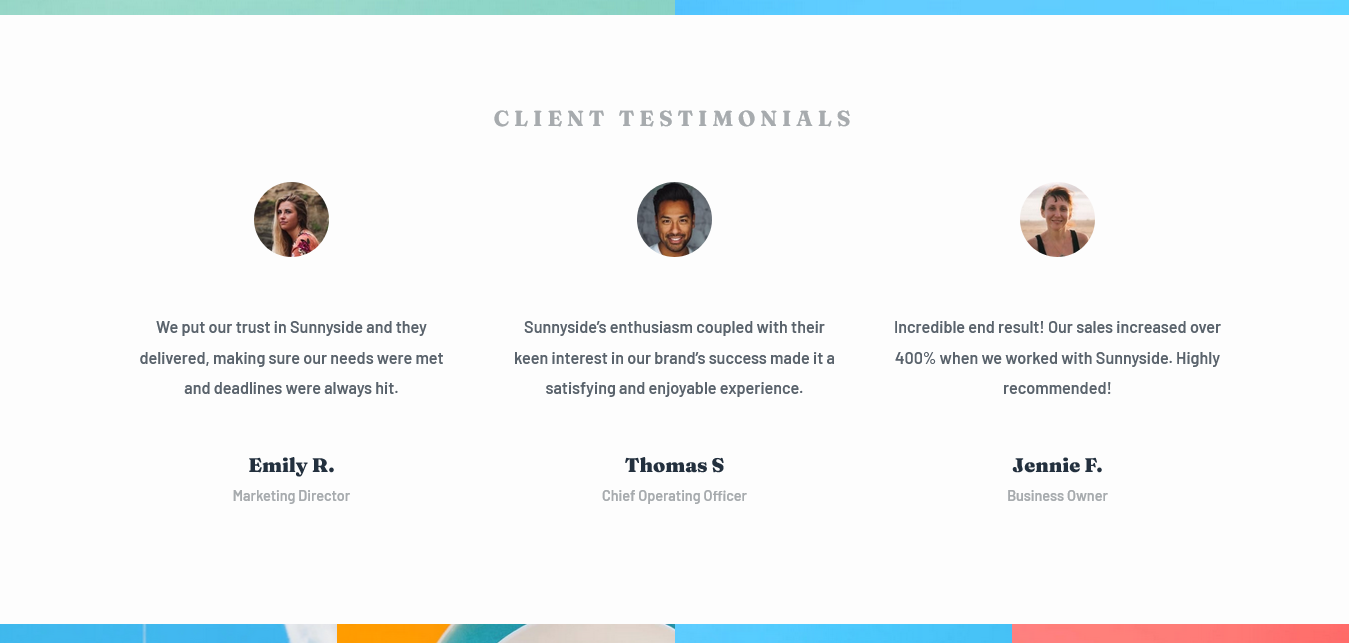 CLIENT TESTIMONIALS
We put our trust in Sunnyside and they
delivered, making sure our needs were met
and deadlines were always hit.
Emily R.
Marketing Director
Sunnyside’s enthusiasm coupled with their
keen interest in our brand’s success made it a
satisfying and enjoyable experience.
Thomas S
Chief Operating Officer
Incredible end result! Our sales increased over
400% when we worked with Sunnyside. Highly
recommended!
Jennie F.
Business Owner